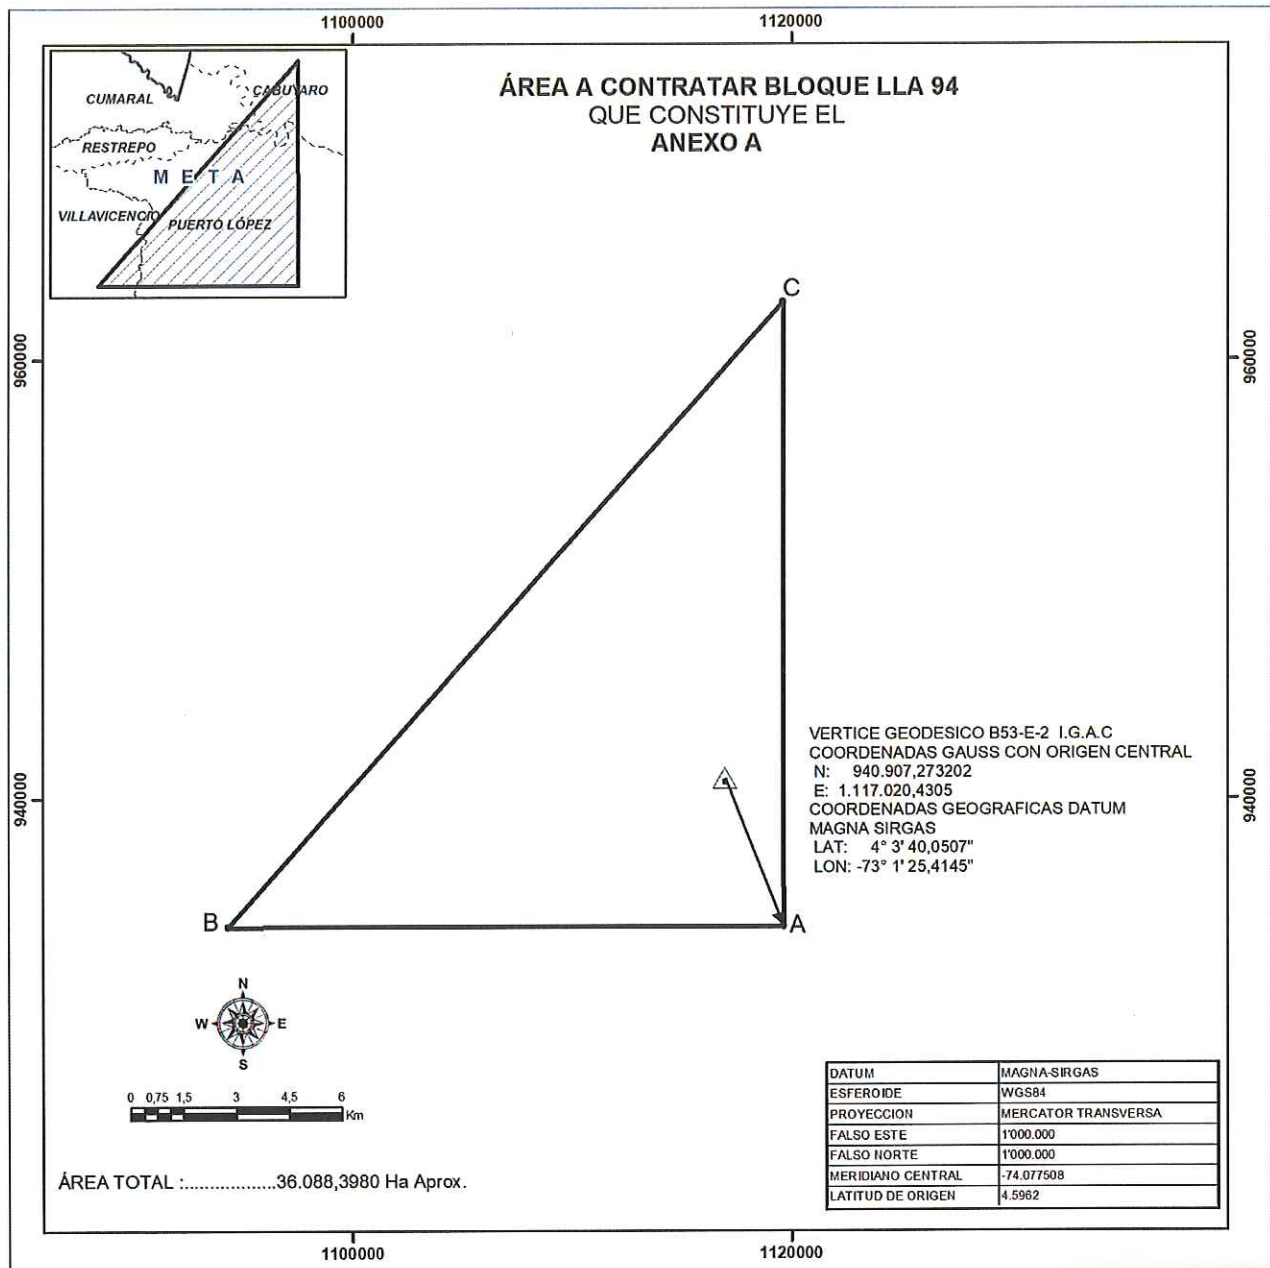 1100000
1120000
ÁREA A CONTRATAR BLOQUE LLA 94
QUE CONSTITUYE EL
ANEXO A
CUMARAL
CABUYARO
RESTREPO
M E T A
VILLAVICENCIO
PUERTO LÓPEZ
960000
960000
C
VERTICE GEODESICO B53-E-2 I.G.A.C
COORDENADAS GAUSS CON ORIGEN CENTRAL
N: 940.907,273202
E: 1.117.020,4305
COORDENADAS GEOGRAFICAS DATUM
MAGNA SIRGAS
LAT: 4° 3' 40,0507"
LON: -73° 1' 25,4145"
940000
940000
B
A
N
W E
S
0 0,75 1,5 3 4,5 6
Km
ÁREA TOTAL :.................36.088,3980 Ha Aprox.
DATUM MAGNA-SIRGAS
ESFEROIDE WGS84
PROYECCION MERCATOR TRANSVERSA
FALSO ESTE 1'000.000
FALSO NORTE 1'000.000
MERIDIANO CENTRAL -74.077508
LATITUD DE ORIGEN 4.5962
1100000
1120000